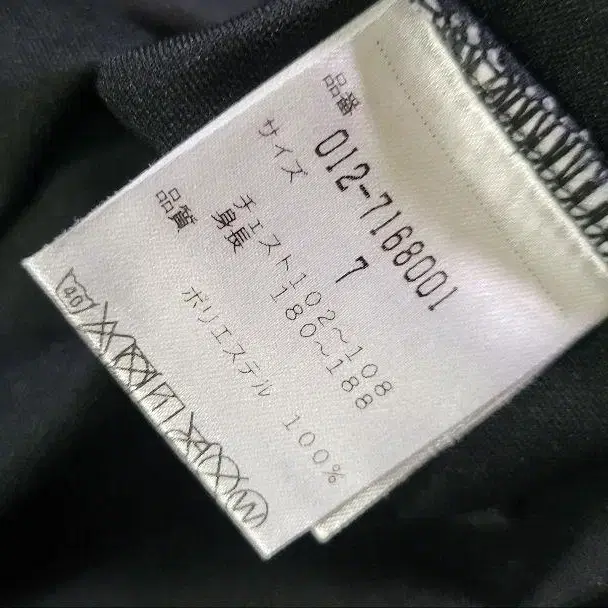 品番 012-7168001
サイズ 7
チェスト102〜108
身長 180〜188
品質 ポリエステル 100%
40
W